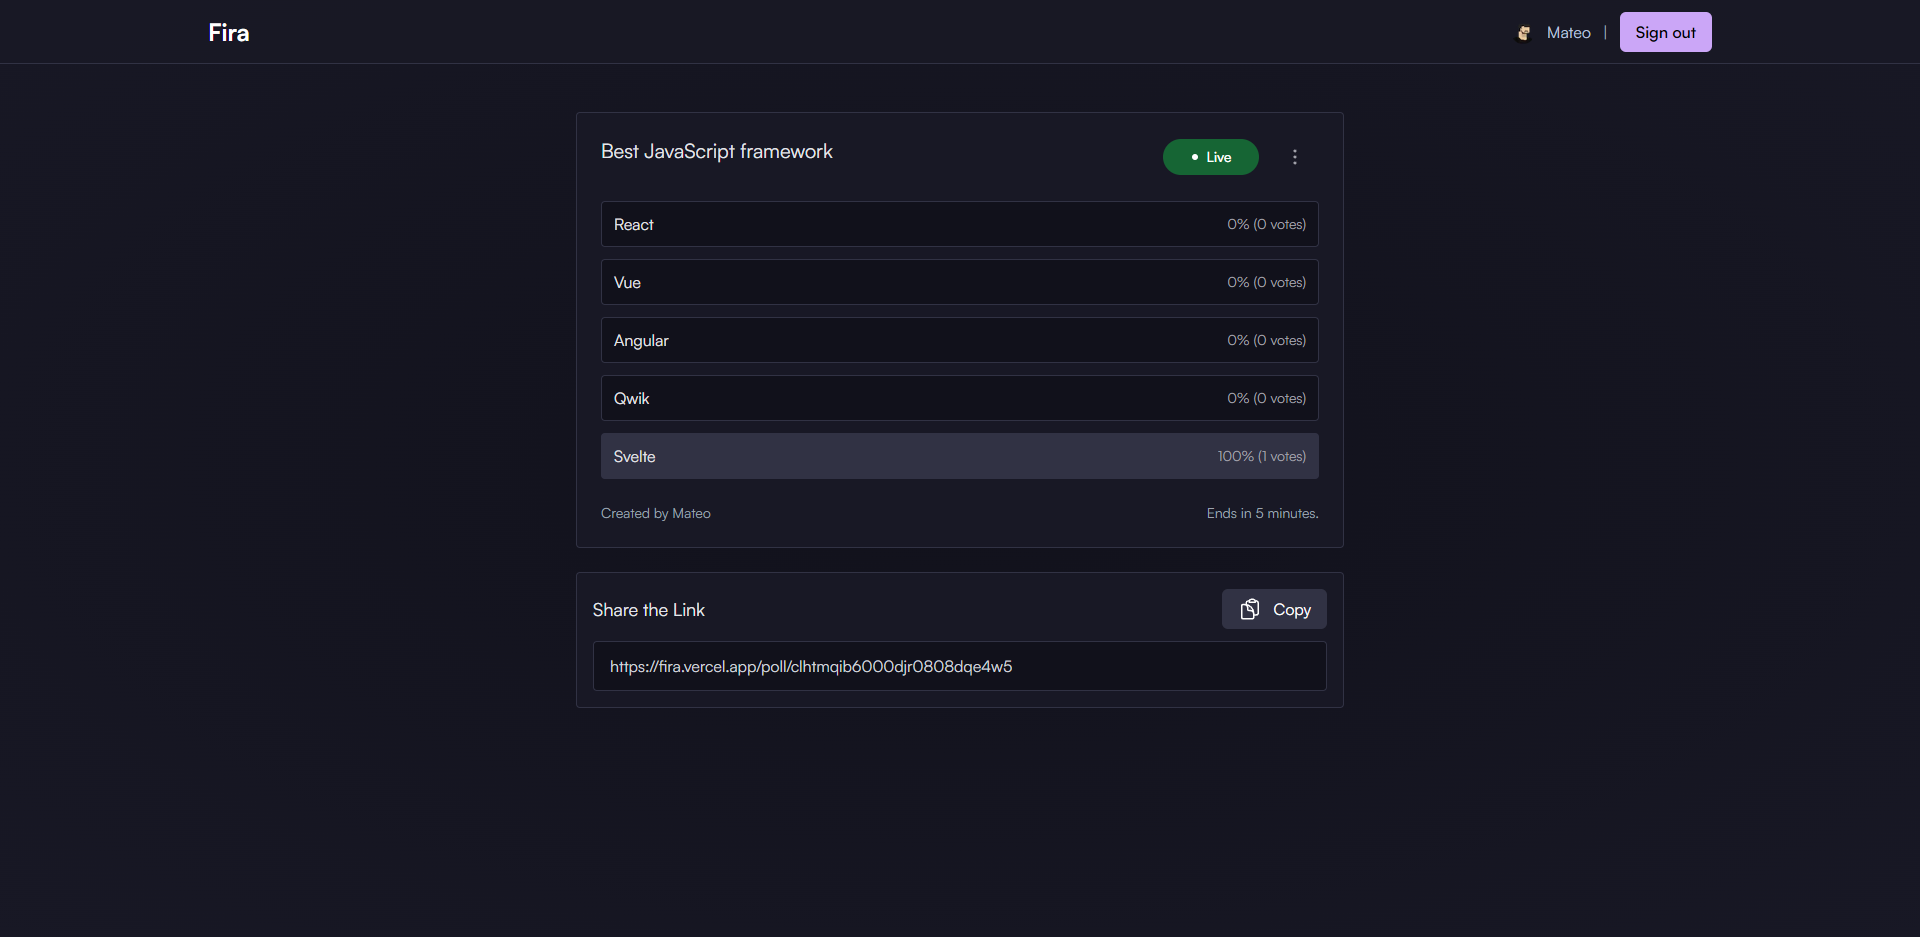 Fira
Mateo | Sign out
Best JavaScript framework
Live
React 0% (0 votes)
Vue 0% (0 votes)
Angular 0% (0 votes)
Qwik 0% (0 votes)
Svelte 100% (1 votes)
Created by Mateo Ends in 5 minutes.
Share the Link Copy
https://fira.vercel.app/poll/clhtmqib6000djr0808dqe4w5